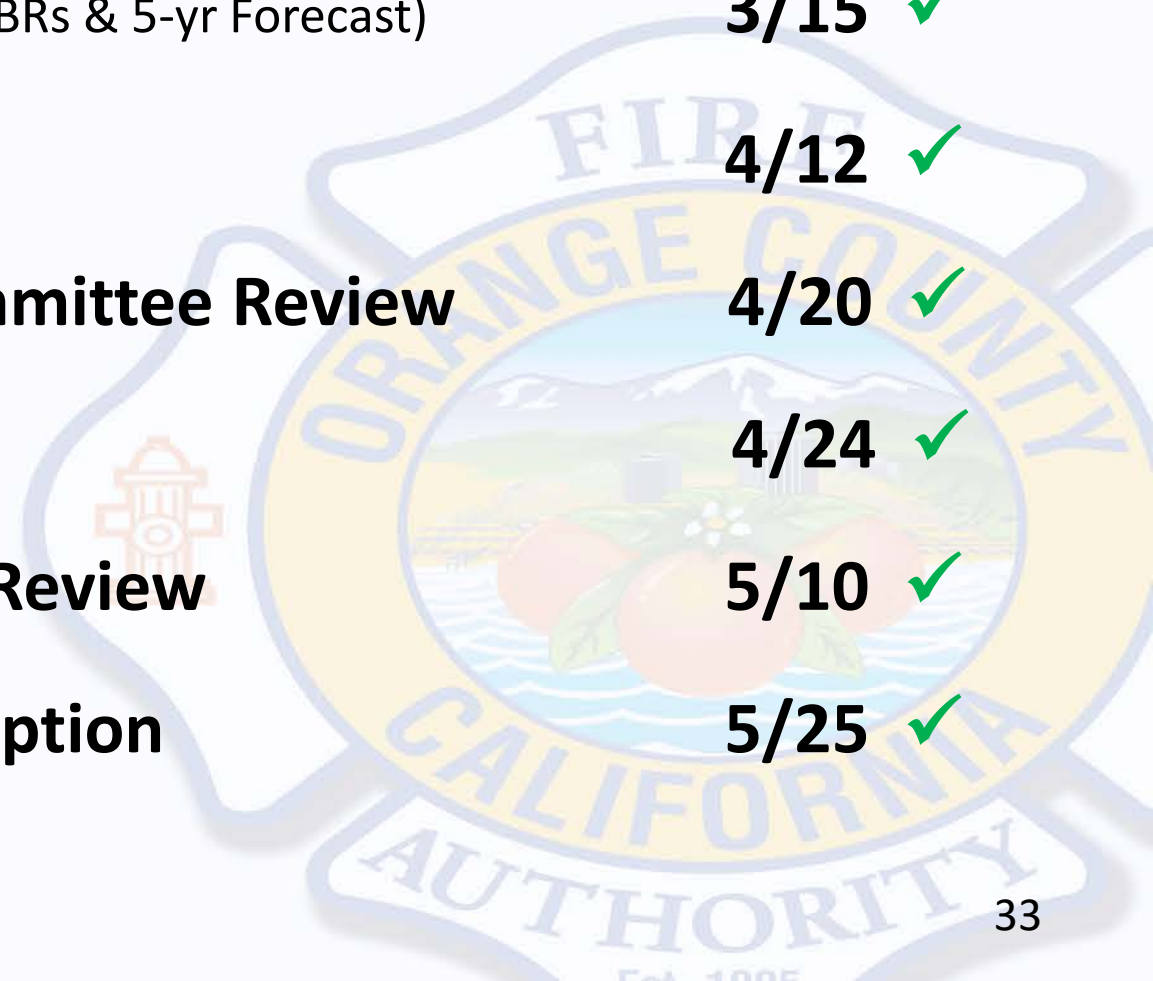 BRs & 5-yr Forecast) 3/15 ✓
4/12 ✓
mmittee Review 4/20 ✓
4/24 ✓
Review 5/10 ✓
ption 5/25 ✓
FIRE
ORANGE COUNTY
CALIFORNIA
AUTHORITY
33